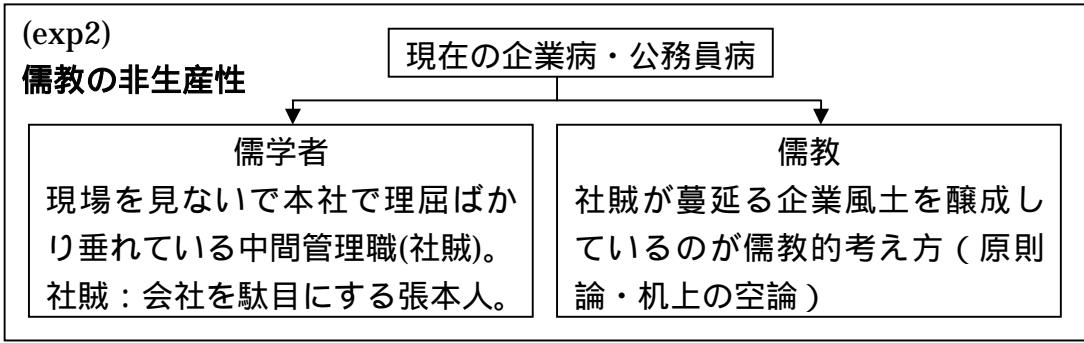 (exp2)
儒教の非生産性
現在の企業病・公務員病
儒学者
現場を見ないで本社で理屈ばか
り垂れている中間管理職(社賊)。
社賊：会社を駄目にする張本人。
儒教
社賊が蔓延る企業風土を醸成し
ているのが儒教的考え方（原則
論・机上の空論）